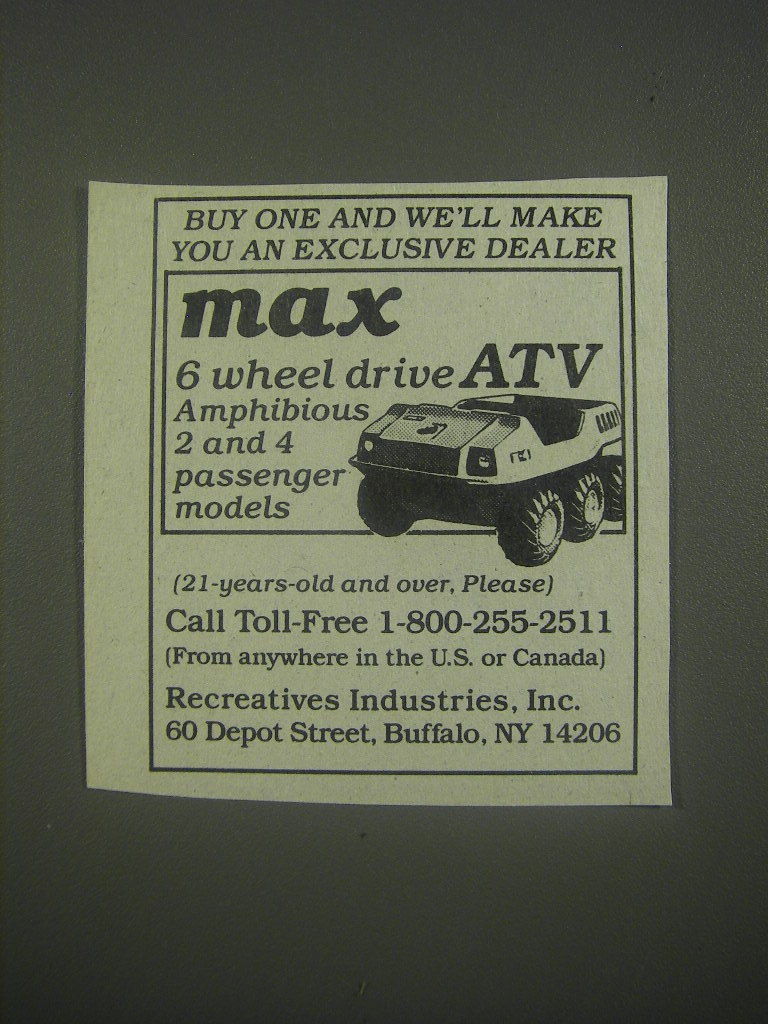 BUY ONE AND WE'LL MAKE
YOU AN EXCLUSIVE DEALER
max
6 wheel drive ATV
Amphibious
2 and 4
passenger
models
(21-years-old and over, Please)
Call Toll-Free 1-800-255-2511
(From anywhere in the U.S. or Canada)
Recreatives Industries, Inc.
60 Depot Street, Buffalo, NY 14206